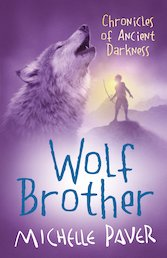 Chronicles
of Ancient
Darkness
Wolf
Brother
MICHELLE PAVER